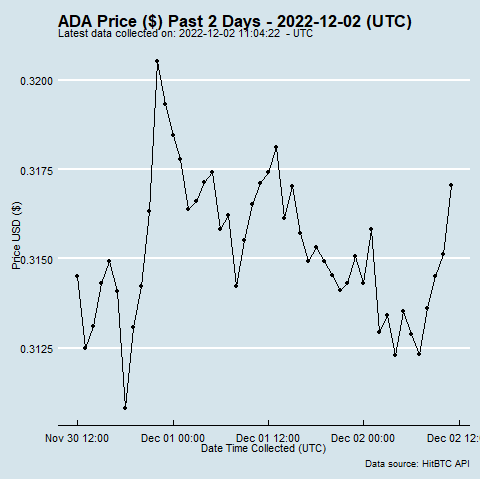 ADA Price ($) Past 2 Days - 2022-12-02 (UTC)
Latest data collected on: 2022-12-02 11:04:22 - UTC
0.3200
0.3175
0.3150
0.3125
Price USD ($)
Nov 30 12:00 Dec 01 00:00 Dec 01 12:00 Dec 02 00:00 Dec 02 12:
Date Time Collected (UTC)
Data source: HitBTC API